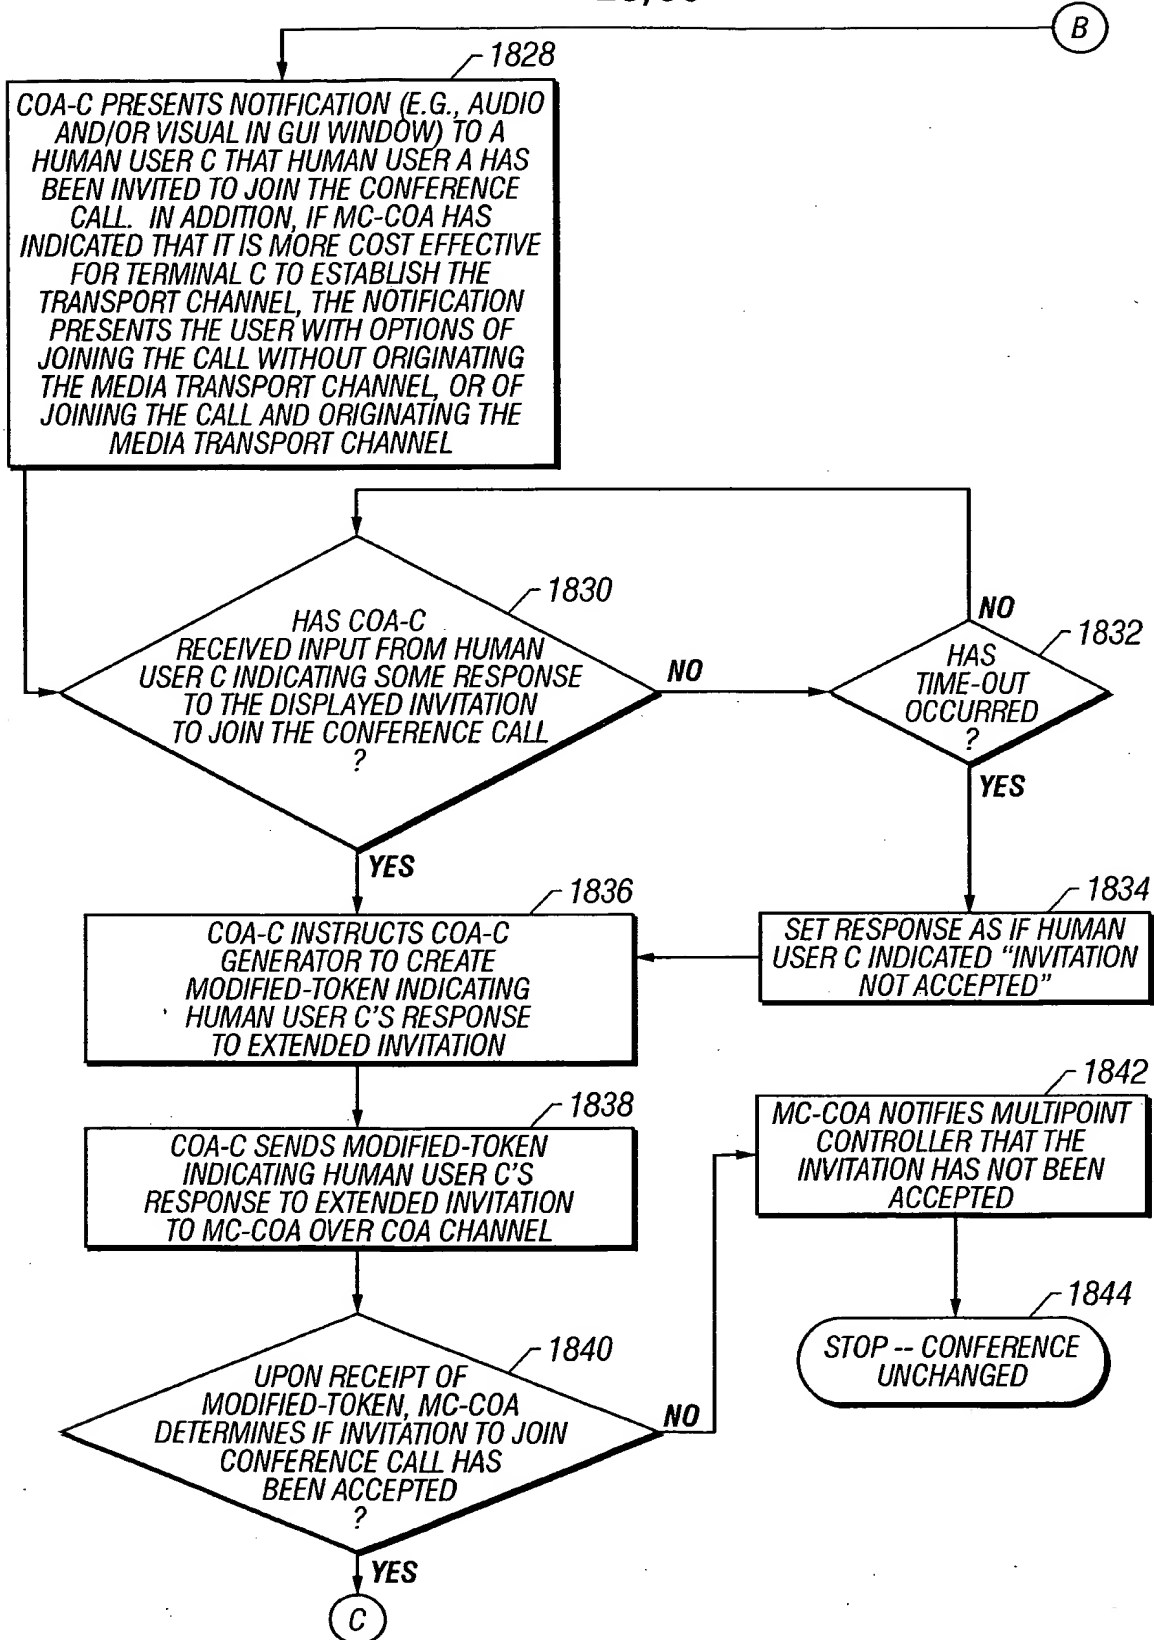 B
1828
COA-C PRESENTS NOTIFICATION (E.G., AUDIO
AND/OR VISUAL IN GUI WINDOW) TO A
HUMAN USER C THAT HUMAN USER A HAS
BEEN INVITED TO JOIN THE CONFERENCE
CALL. IN ADDITION, IF MC-COA HAS
INDICATED THAT IT IS MORE COST EFFECTIVE
FOR TERMINAL C TO ESTABLISH THE
TRANSPORT CHANNEL, THE NOTIFICATION
PRESENTS THE USER WITH OPTIONS OF
JOINING THE CALL WITHOUT ORIGINATING
THE MEDIA TRANSPORT CHANNEL, OR OF
JOINING THE CALL AND ORIGINATING THE
MEDIA TRANSPORT CHANNEL
1830
HAS COA-C
RECEIVED INPUT FROM HUMAN
USER C INDICATING SOME RESPONSE
TO THE DISPLAYED INVITATION
TO JOIN THE CONFERENCE CALL
?
NO
YES
1832
HAS
TIME-OUT
OCCURRED
?
NO
YES
1834
SET RESPONSE AS IF HUMAN
USER C INDICATED “INVITATION
NOT ACCEPTED”
1836
COA-C INSTRUCTS COA-C
GENERATOR TO CREATE
MODIFIED-TOKEN INDICATING
HUMAN USER C'S RESPONSE
TO EXTENDED INVITATION
1838
COA-C SENDS MODIFIED-TOKEN
INDICATING HUMAN USER C'S
RESPONSE TO EXTENDED INVITATION
TO MC-COA OVER COA CHANNEL
1840
UPON RECEIPT OF
MODIFIED-TOKEN, MC-COA
DETERMINES IF INVITATION TO JOIN
CONFERENCE CALL HAS
BEEN ACCEPTED
?
NO
YES
1842
MC-COA NOTIFIES MULTIPOINT
CONTROLLER THAT THE
INVITATION HAS NOT BEEN
ACCEPTED
1844
STOP -- CONFERENCE
UNCHANGED
C